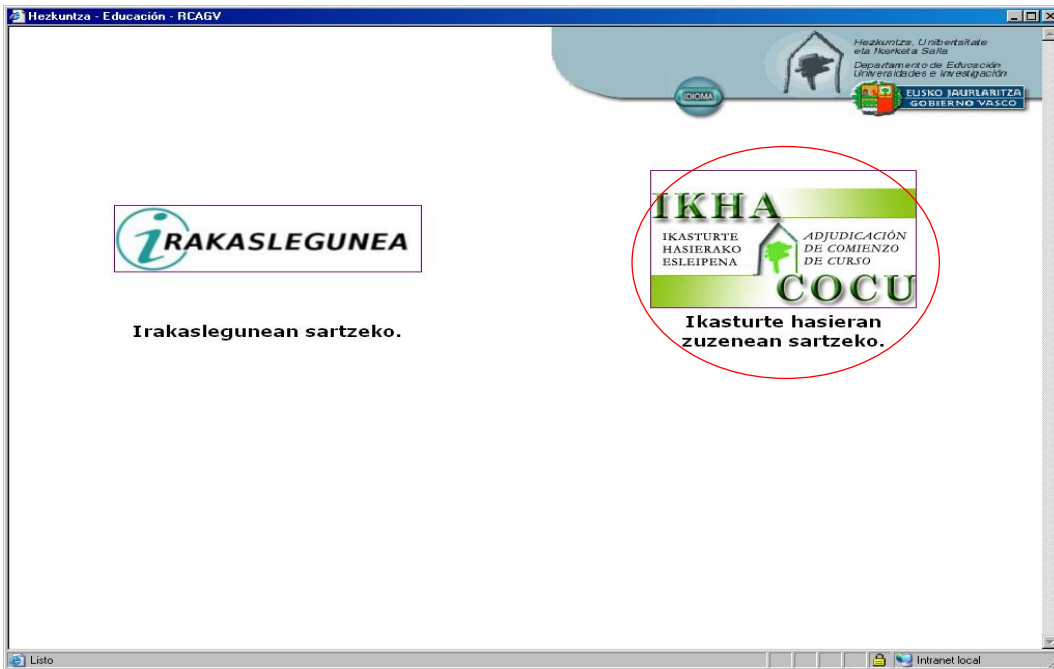 Hezkuntza - Educación - RCAGV
Hezkuntza, Unibertsitate
eta Ikerketa Saila
Departamento de Educación
Universidades e Investigación
IDIOMA
EUSKO JAURLARITZA
GOBIERNO VASCO
iRAKASLEGUNEA
Irakaslegunean sartzeko.
IKHA
IKASTURTE
HASIERAKO
ESLEIPENA
ADJUDICACIÓN
DE COMIENZO
DE CURSO
COCU
Ikasturte hasieran
zuzenean sartzeko.
Listo
Intranet local